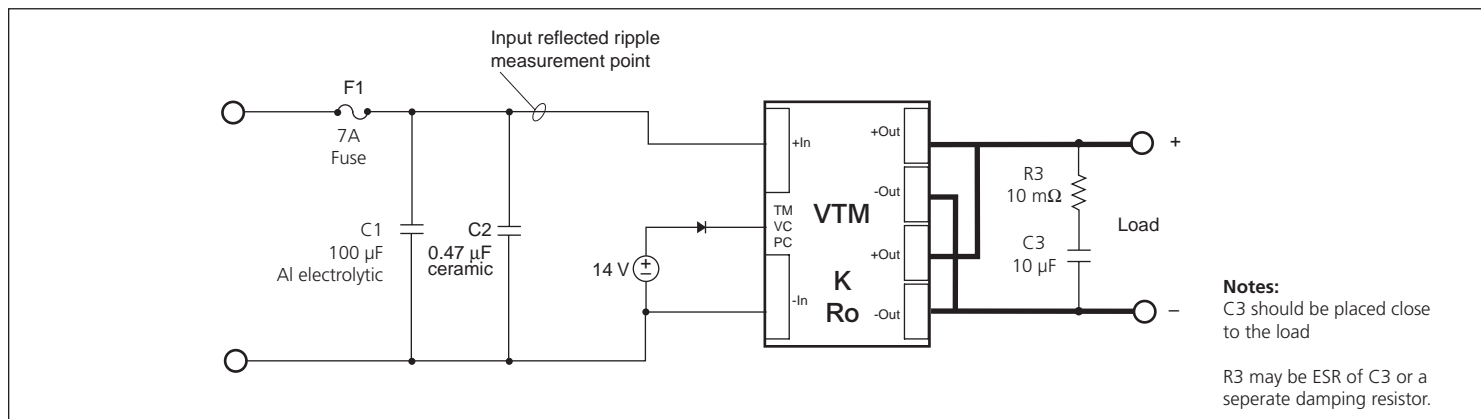 Input reflected ripple
measurement point
F1
7A
Fuse
C1
100 µF
Al electrolytic
C2
0.47 µF
ceramic
14 V
+In
TM
VC
PC
-In
VTM
K
Ro
+Out
-Out
+Out
-Out
+
R3
10 mΩ
Load
C3
10 µF
–
Notes:
C3 should be placed close
to the load
R3 may be ESR of C3 or a
seperate damping resistor.